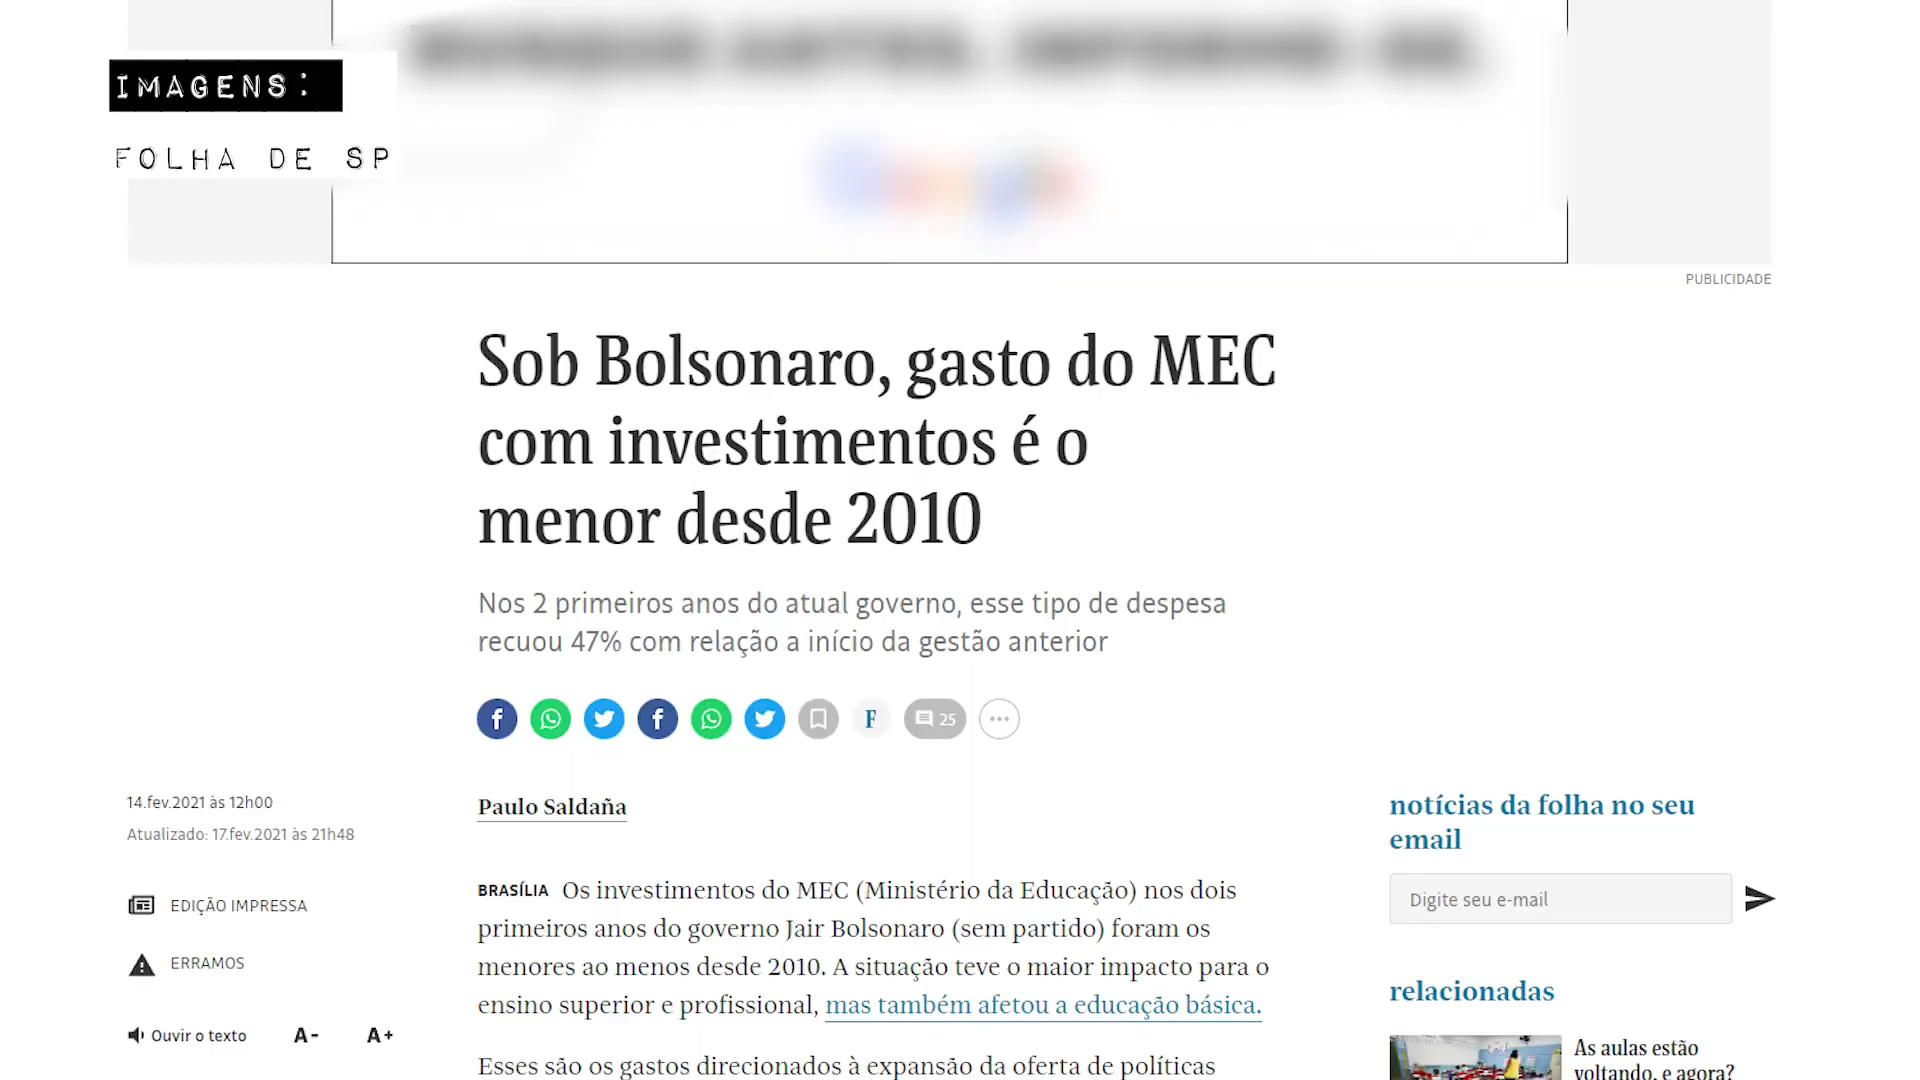 IMAGENS:
FOLHA DE SP
PUBLICIDADE
Sob Bolsonaro, gasto do MEC
com investimentos é o
menor desde 2010
Nos 2 primeiros anos do atual governo, esse tipo de despesa
recuou 47% com relação a início da gestão anterior
F
25
14.fev.2021 às 12h00
Atualizado: 17.fev.2021 às 21h48
EDIÇÃO IMPRESSA
ERRAMOS
Ouvir o texto A- A+
Paulo Saldaña
BRASÍLIA Os investimentos do MEC (Ministério da Educação) nos dois
primeiros anos do governo Jair Bolsonaro (sem partido) foram os
menores ao menos desde 2010. A situação teve o maior impacto para o
ensino superior e profissional, mas também afetou a educação básica.
Esses são os gastos direcionados à expansão da oferta de políticas
notícias da folha no seu
email
Digite seu e-mail
relacionadas
As aulas estão
voltando, e agora?